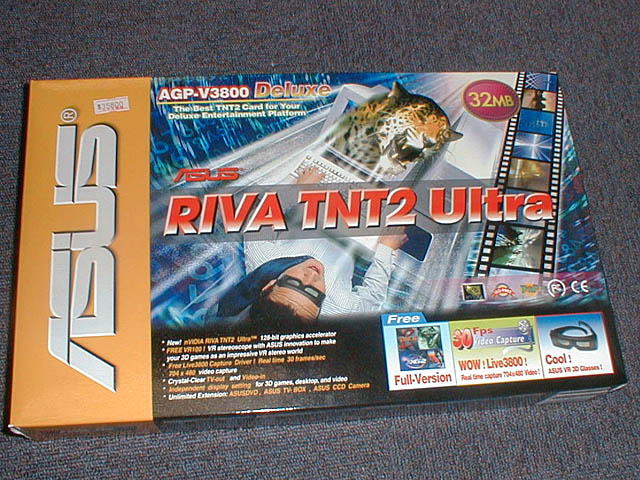 ASUS®
$35800
AGP-V3800 Deluxe
The Best TNT2 Card for Your
Deluxe Entertainment Platform
32MB
ASUS
RIVA TNT2 Ultra
* New! nVIDIA RIVA TNT2 Ultra™ 128-bit graphics accelerator
* FREE VR100! VR stereoscope with ASUS Innovation to make
your 3D games as an impressive VR stereo world
* Free Live3800 Capture Driver! Real time 30 frames/sec
704 x 480 video capture
* Crystal-Clear TV-out and Video-in
* Independent display setting for 3D games, desktop, and video
* Unlimited Extension: ASUSDVD, ASUS TV-BOX, ASUS CCD Camera
Free
Full-Version
30 Fps
Video Capture
WOW! Live3800!
Real time capture 704x480 Video!
Cool!
ASUS VR 3D Glasses!
CE